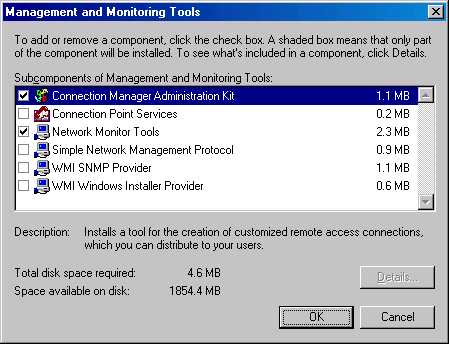 Management and Monitoring Tools
To add or remove a component, click the check box. A shaded box means that only part
of the component will be installed. To see what's included in a component, click Details.
Subcomponents of Management and Monitoring Tools:
Connection Manager Administration Kit 1.1 MB
Connection Point Services 0.2 MB
Network Monitor Tools 2.3 MB
Simple Network Management Protocol 0.9 MB
WMI SNMP Provider 1.1 MB
WMI Windows Installer Provider 0.6 MB
Description: Installs a tool for the creation of customized remote access connections,
which you can distribute to your users.
Total disk space required: 4.6 MB
Space available on disk: 1854.4 MB
Details...
OK Cancel